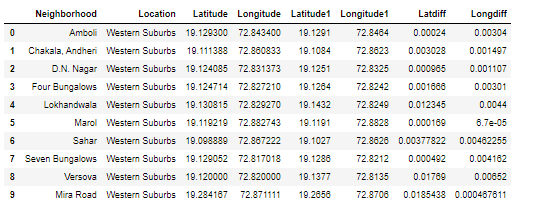 Neighborhood Location Latitude Longitude Latitude1 Longitude1 Latdiff Longdiff
0 Amboli Western Suburbs 19.129300 72.843400 19.1291 72.8464 0.00024 0.00304
1 Chakala, Andheri Western Suburbs 19.111388 72.860833 19.1084 72.8623 0.003028 0.001497
2 D.N. Nagar Western Suburbs 19.124085 72.831373 19.1251 72.8325 0.000965 0.001107
3 Four Bungalows Western Suburbs 19.124714 72.827210 19.1264 72.8242 0.001666 0.00301
4 Lokhandwala Western Suburbs 19.130815 72.829270 19.1432 72.8249 0.012345 0.0044
5 Marol Western Suburbs 19.119219 72.882743 19.1191 72.8828 0.000169 6.7e-05
6 Sahar Western Suburbs 19.098889 72.867222 19.1027 72.8626 0.00377822 0.00462255
7 Seven Bungalows Western Suburbs 19.129052 72.817018 19.1286 72.8212 0.000492 0.004162
8 Versova Western Suburbs 19.120000 72.820000 19.1377 72.8135 0.01769 0.00652
9 Mira Road Western Suburbs 19.284167 72.871111 19.2656 72.8706 0.0185438 0.000467611